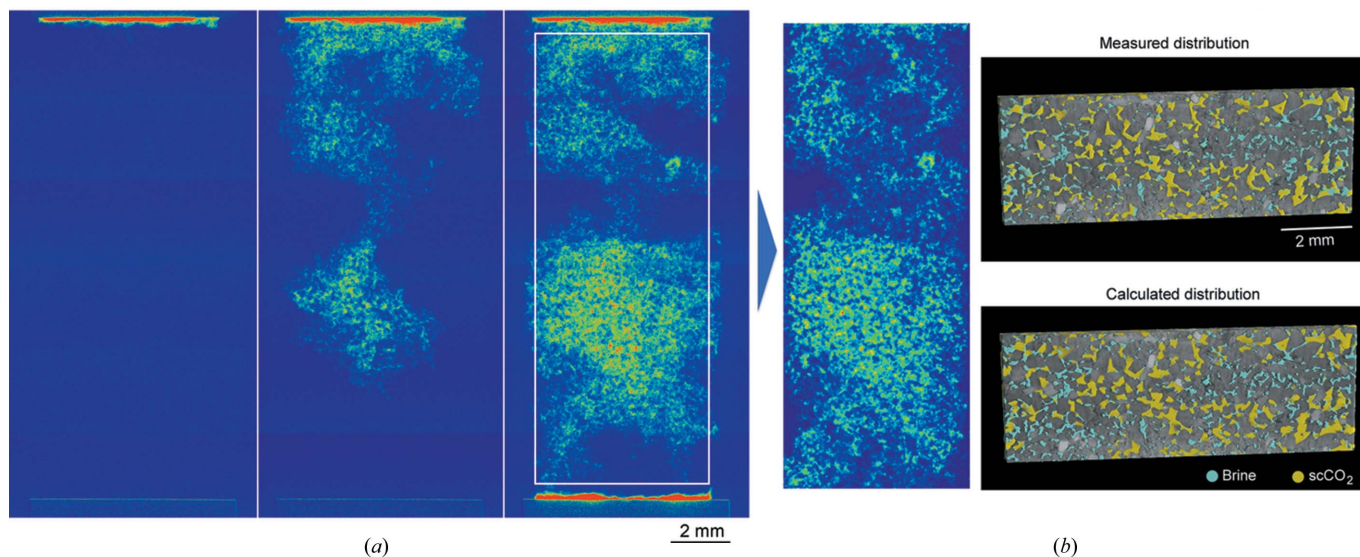 Measured distribution
2 mm
Calculated distribution
Brine scCO₂
2 mm
(a) (b)